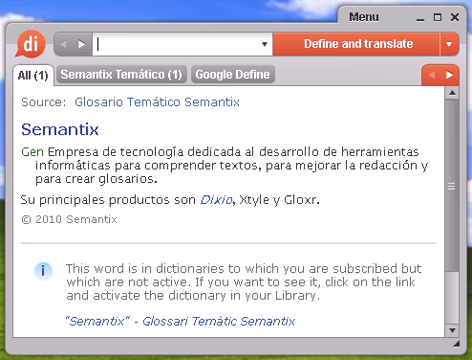 Menu
di
Define and translate
All (1) Semantix Temático (1) Google Define
Source: Glosario Temático Semantix
Semantix
Gen Empresa de tecnología dedicada al desarrollo de herramientas
informáticas para comprender textos, para mejorar la redacción y
para crear glosarios.
Su principales productos son Dixio, Xtyle y Gloxr.
© 2010 Semantix
This word is in dictionaries to which you are subscribed but
which are not active. If you want to see it, click on the link
and activate the dictionary in your Library.
"Semantix" - Glossari Temàtic Semantix